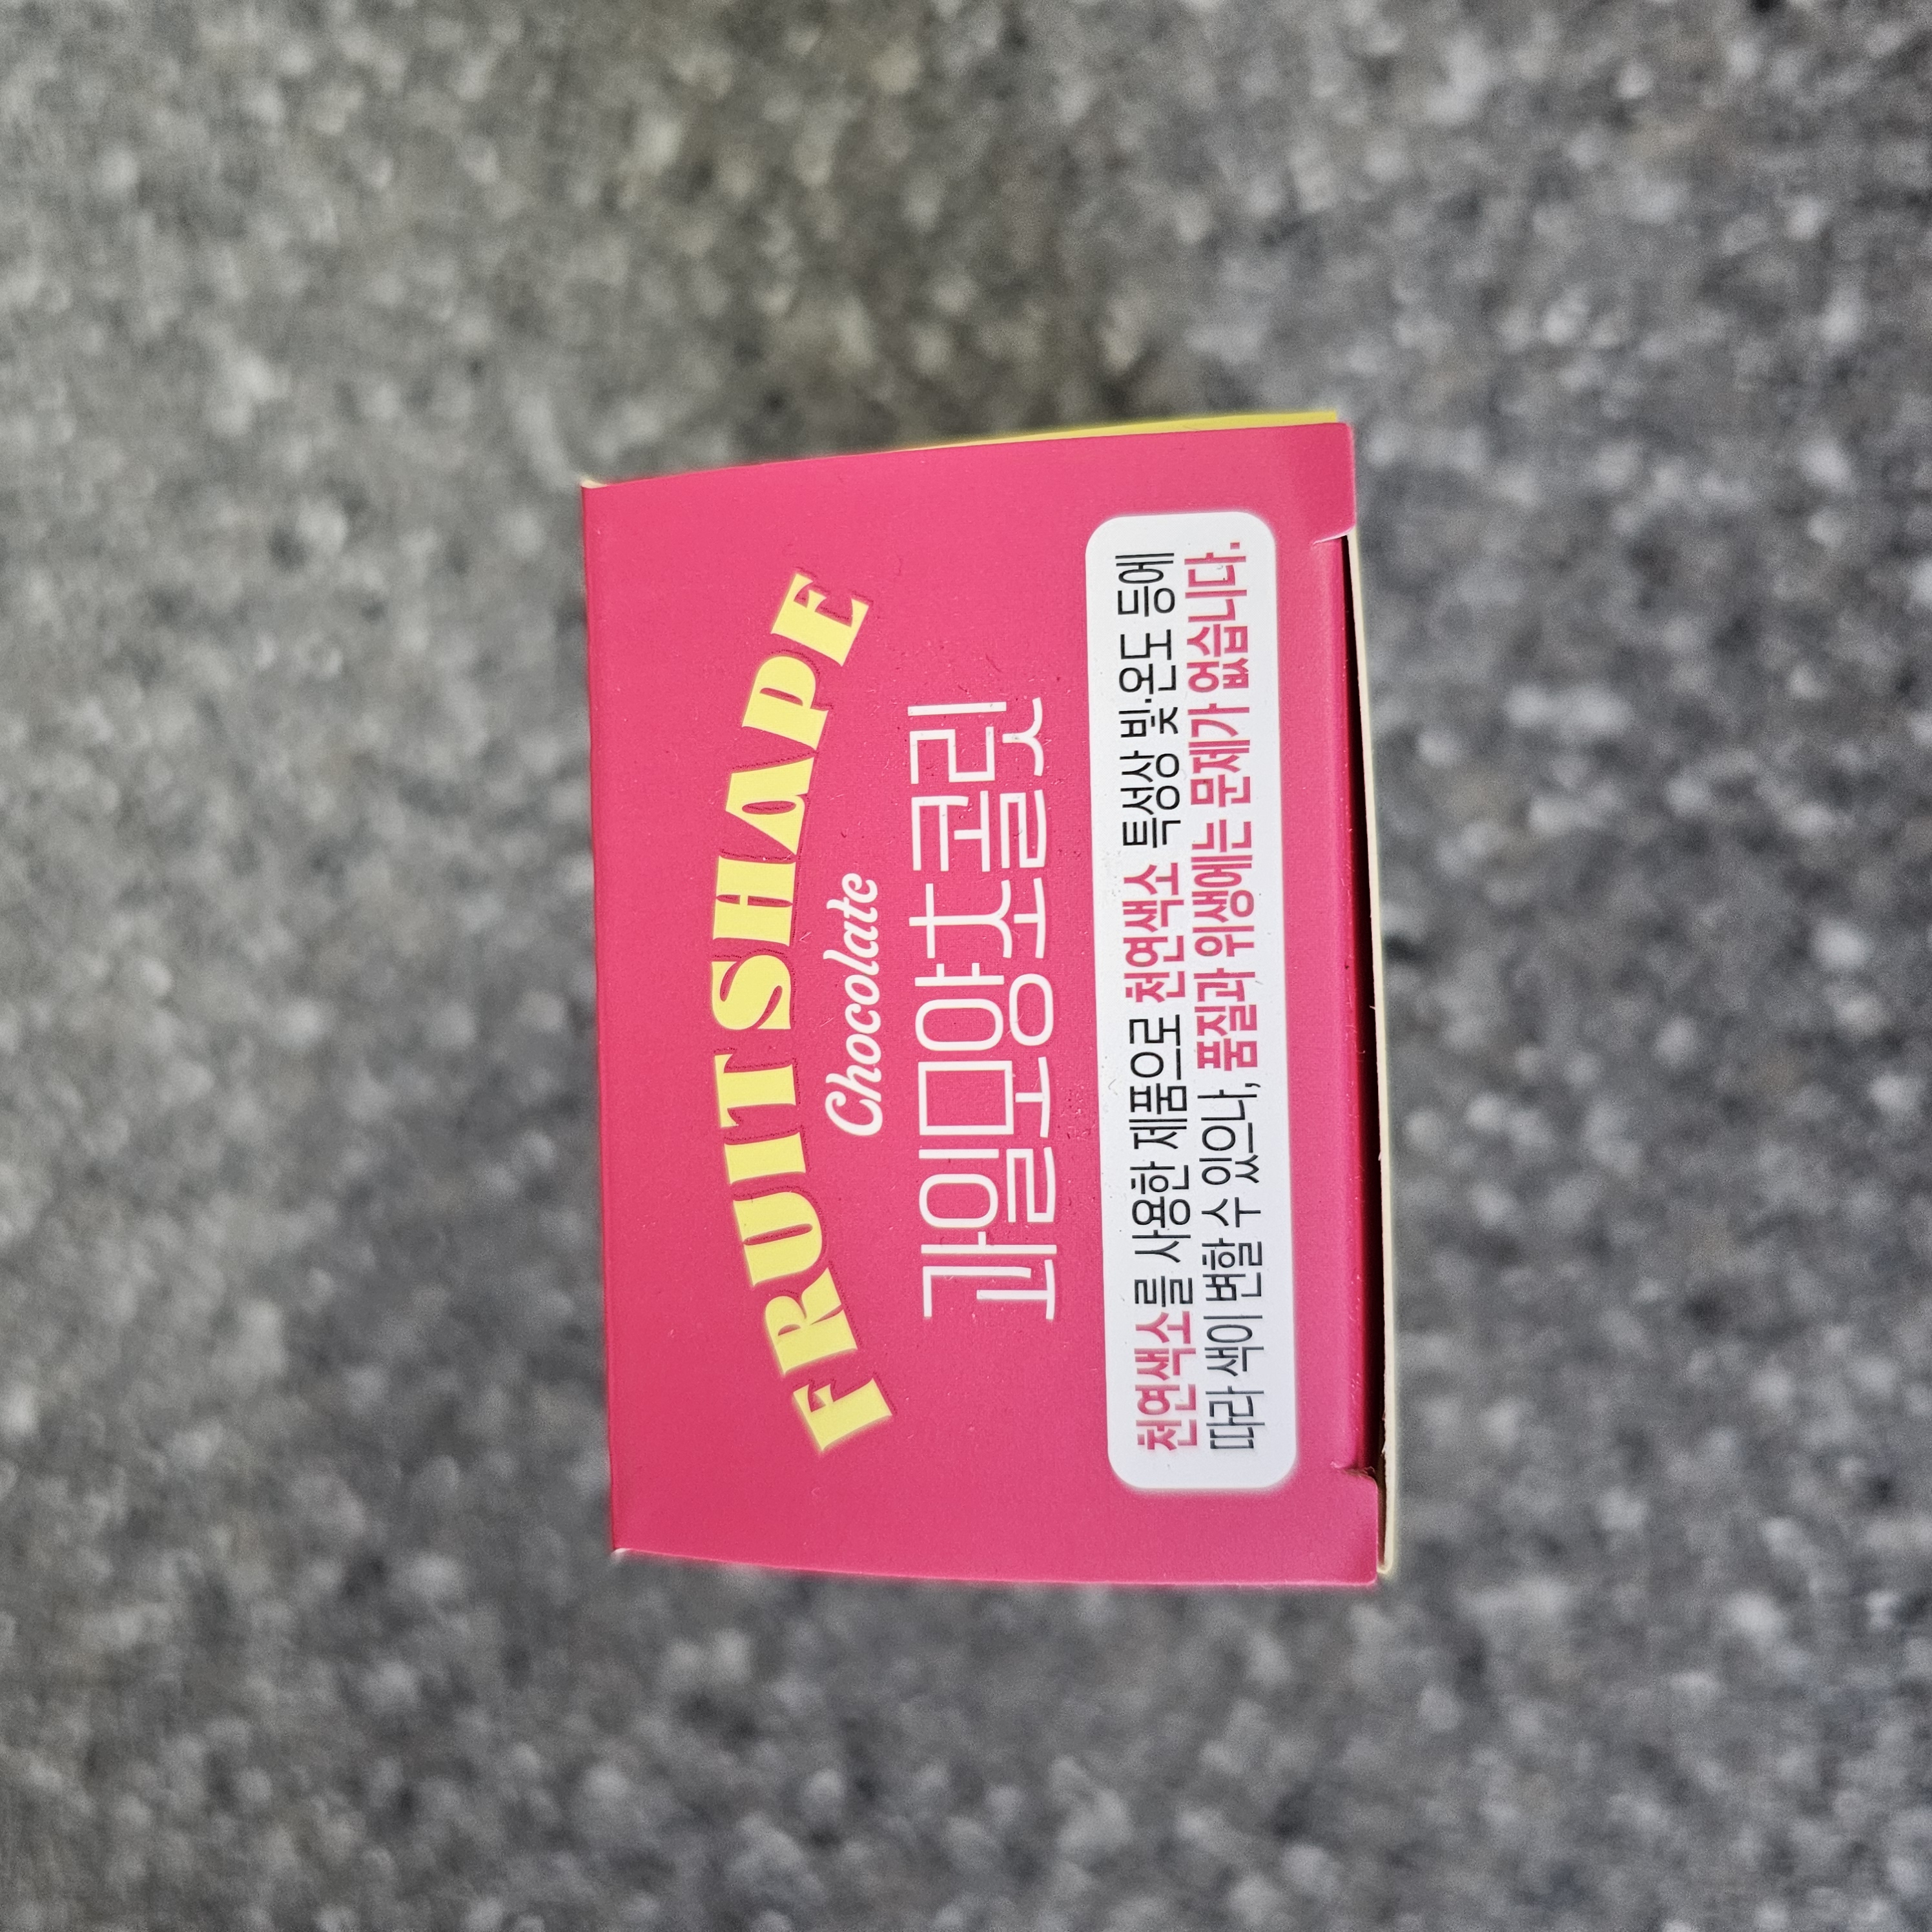 FRUIT SHAPE
Chocolate
과일모양초코릿
천연색소를 사용한 제품으로 천연색소 특성상 빛·온도 등에
따라 색이 변할 수 있으나, 품질과 위생에는 문제가 없습니다.